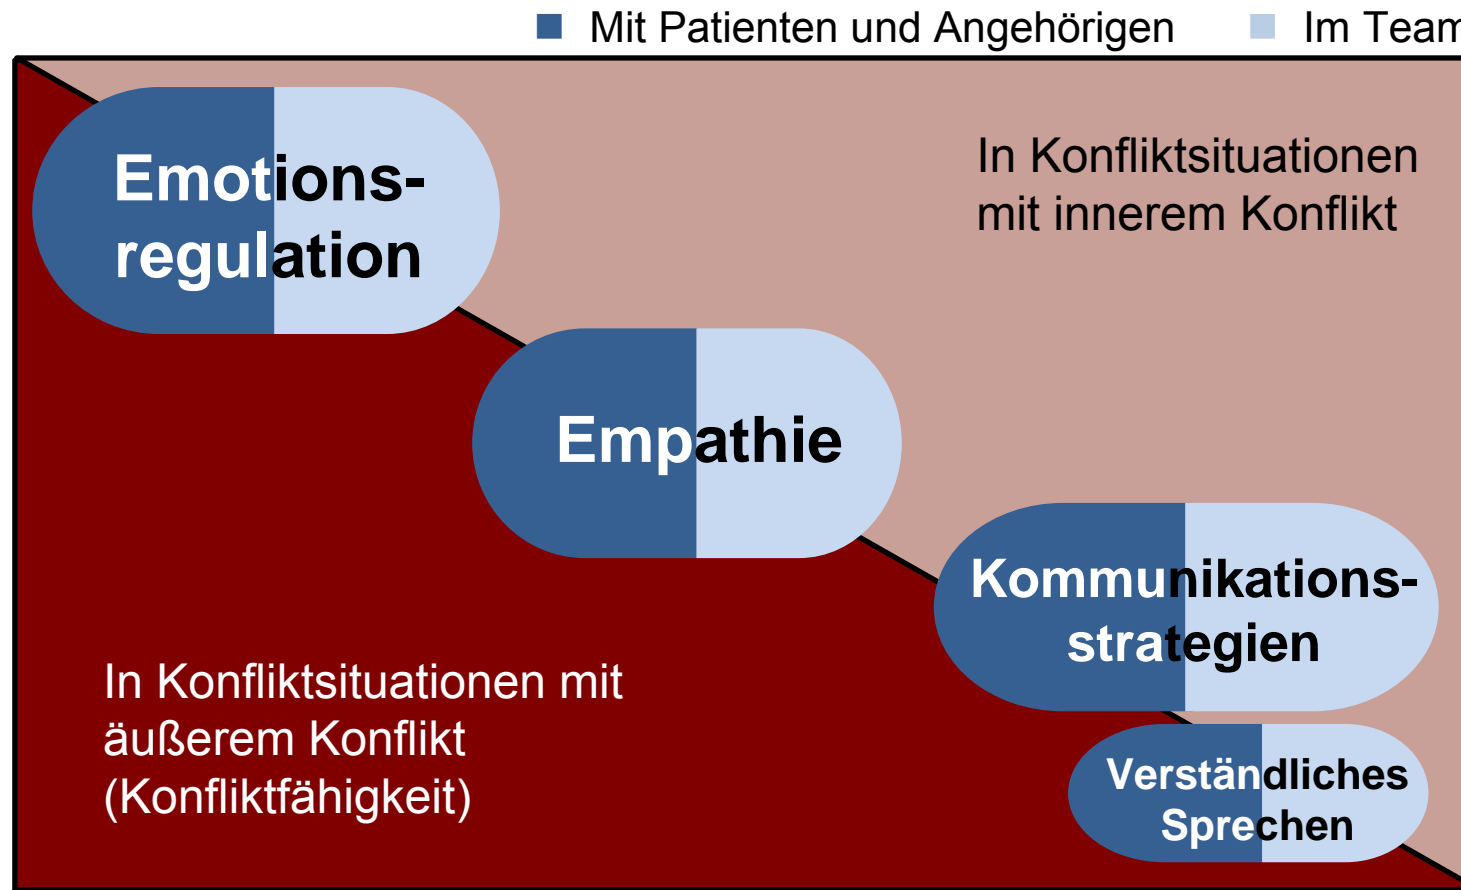 Mit Patienten und Angehörigen
Im Team
Emotions-
regulation
In Konfliktsituationen
mit innerem Konflikt
Empathie
Kommunikations-
strategien
In Konfliktsituationen mit
äußerem Konflikt
(Konfliktfähigkeit)
Verständliches
Sprechen